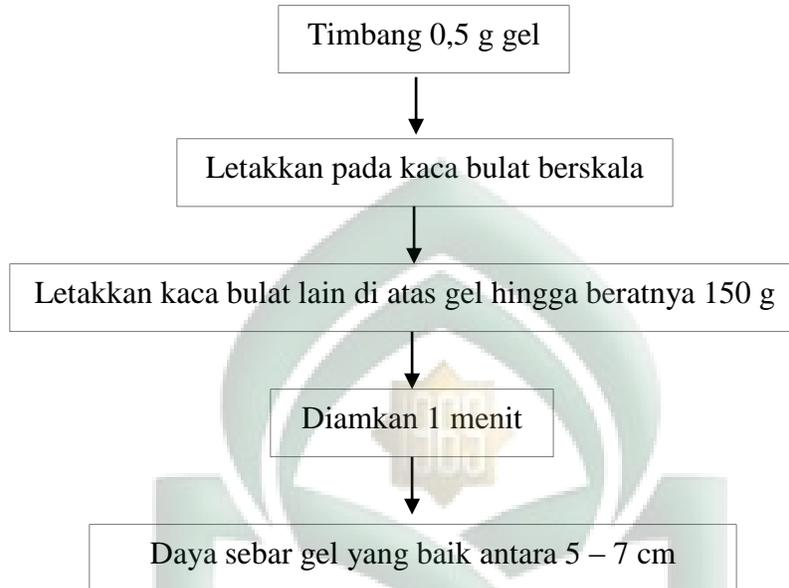 Timbang 0,5 g gel
Letakkan pada kaca bulat berskala
Letakkan kaca bulat lain di atas gel hingga beratnya 150 g
Diamkan 1 menit
Daya sebar gel yang baik antara 5 – 7 cm